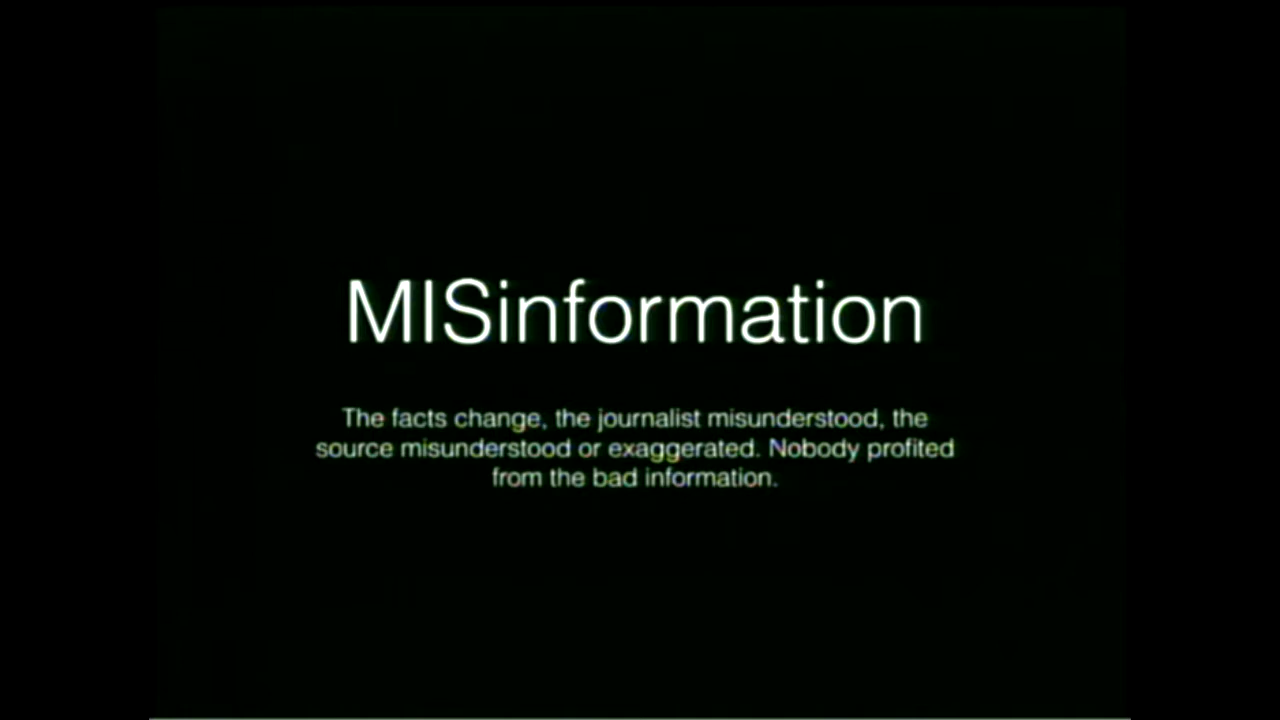 MISinformation
The facts change, the journalist misunderstood, the
source misunderstood or exaggerated. Nobody profited
from the bad information.